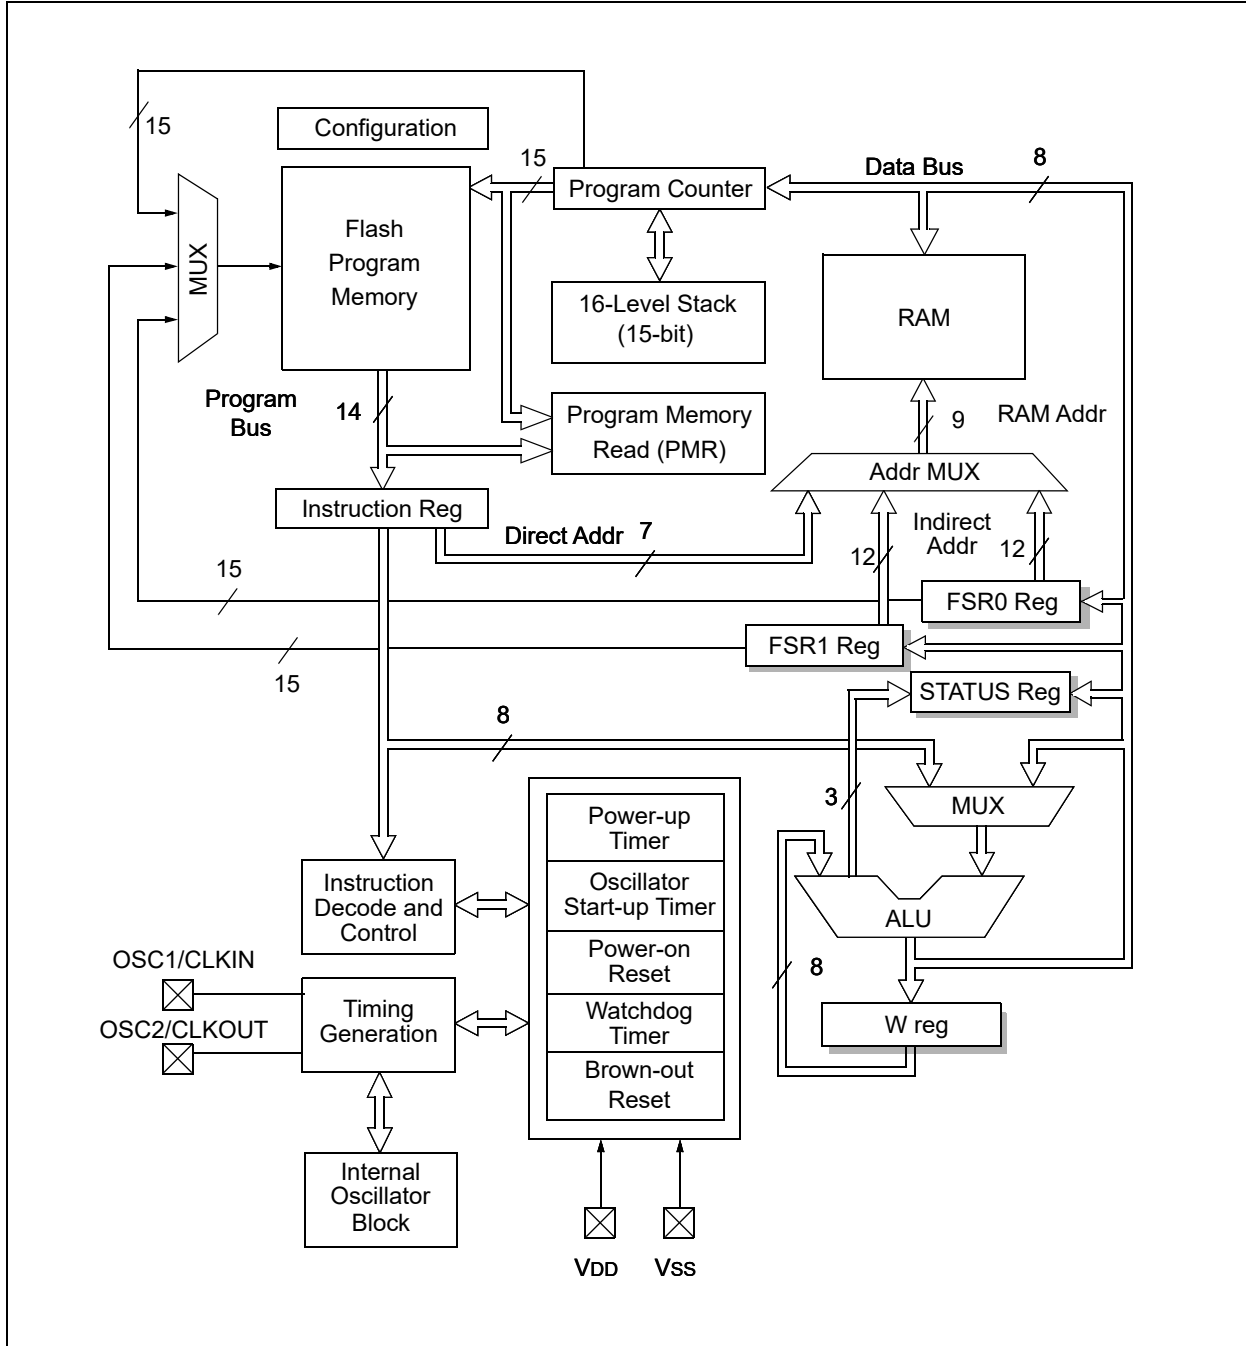 15
Configuration
15
Program Counter
Data Bus
8
MUX
Flash
Program
Memory
16-Level Stack
(15-bit)
RAM
Program
Bus
14
Program Memory
Read (PMR)
9
RAM Addr
Addr MUX
Instruction Reg
Direct Addr
7
Indirect
Addr
12
12
15
FSR0 Reg
FSR1 Reg
15
STATUS Reg
8
3
MUX
Power-up
Timer
Oscillator
Start-up Timer
Power-on
Reset
Watchdog
Timer
Brown-out
Reset
Instruction
Decode and
Control
ALU
8
OSC1/CLKIN
OSC2/CLKOUT
Timing
Generation
W reg
Internal
Oscillator
Block
VDD
VSS